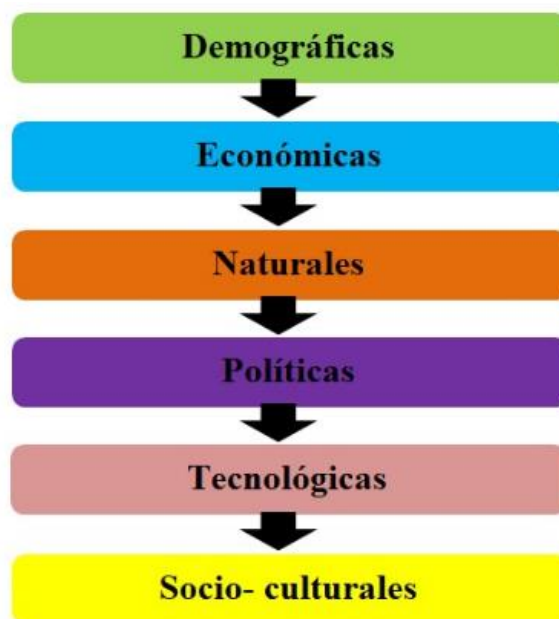 Demográficas
Económicas
Naturales
Políticas
Tecnológicas
Socio- culturales